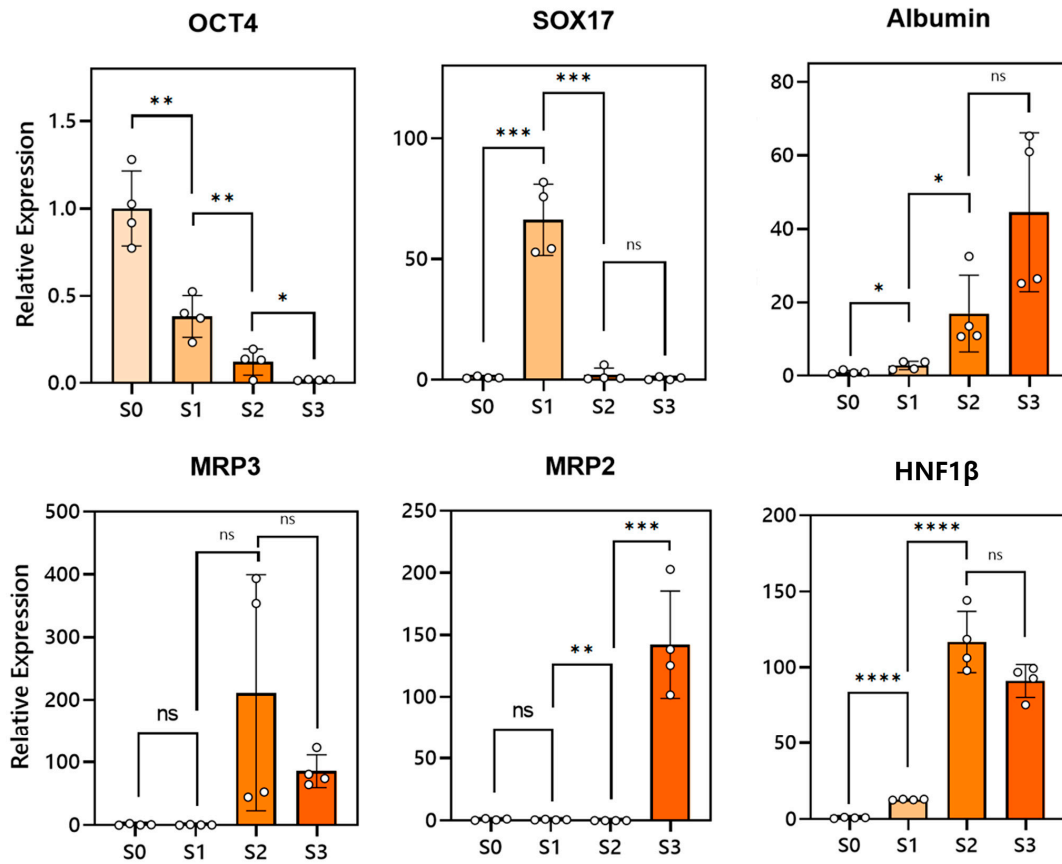 OCT4
SOX17
Albumin
Relative Expression
1.5
1.0
0.5
0.0
**
**
*
S0 S1 S2 S3
100
50
0
***
***
ns
S0 S1 S2 S3
80
60
40
20
0
*
*
ns
S0 S1 S2 S3
MRP3
MRP2
HNF1β
Relative Expression
500
400
300
200
100
0
ns
ns
ns
S0 S1 S2 S3
250
200
150
100
50
0
ns
**
***
S0 S1 S2 S3
200
150
100
50
0
****
****
ns
S0 S1 S2 S3